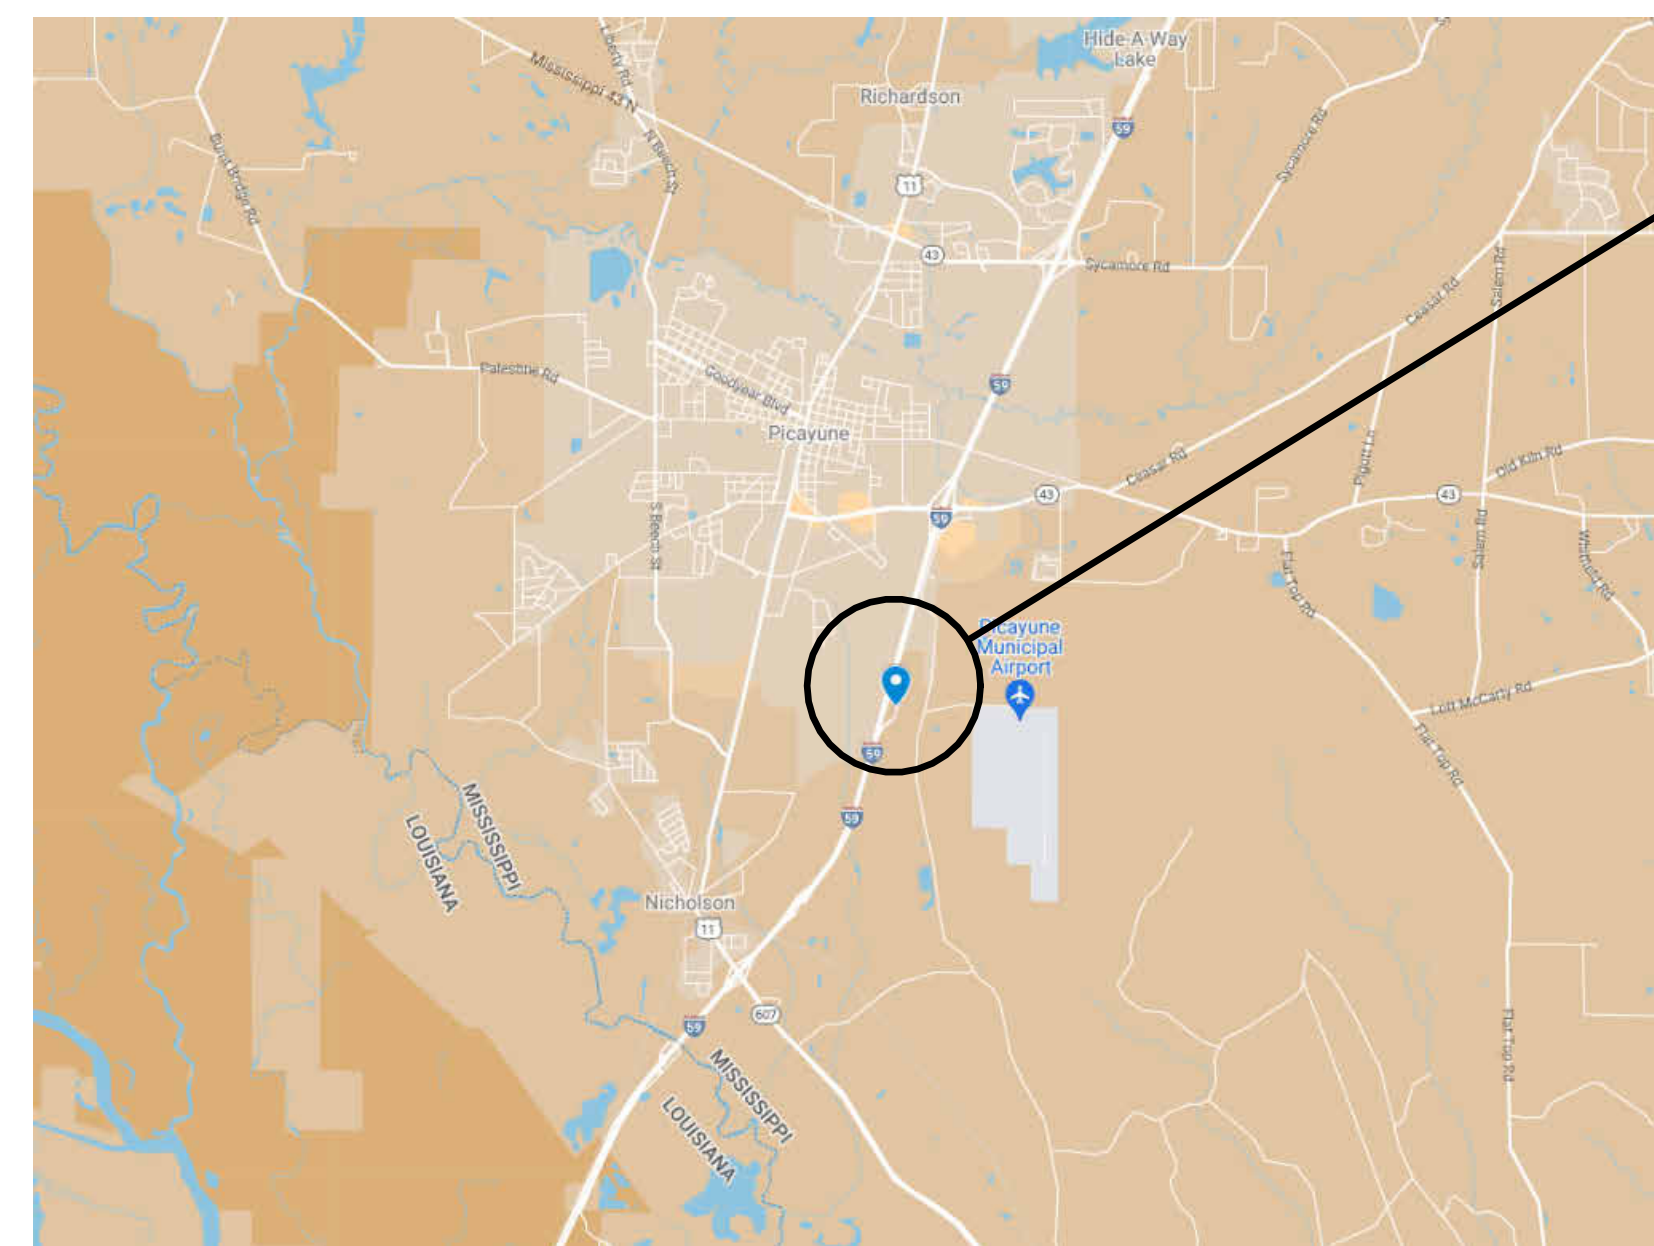 Hide-A-Way
Lake
Liberty Rd
Mississippi 43 N
Richardson
59
N Beech St
Sycamore Rd
Burnt Bridge Rd
11
43
Sycamore Rd
Salem Rd
Ceasar Rd
Palestine Rd
Goodyear Blvd
59
Picayune
Ceasar Rd
Pigott Ln
Old Kiln Rd
43
43
59
S Beech St
Salem Rd
Whitfield Rd
Flat Top Rd
Picayune
Municipal
Airport
Lott McCarty Rd
59
Flat Top Rd
59
MISSISSIPPI
LOUISIANA
Nicholson
11
607
59
Flat Top Rd
MISSISSIPPI
LOUISIANA